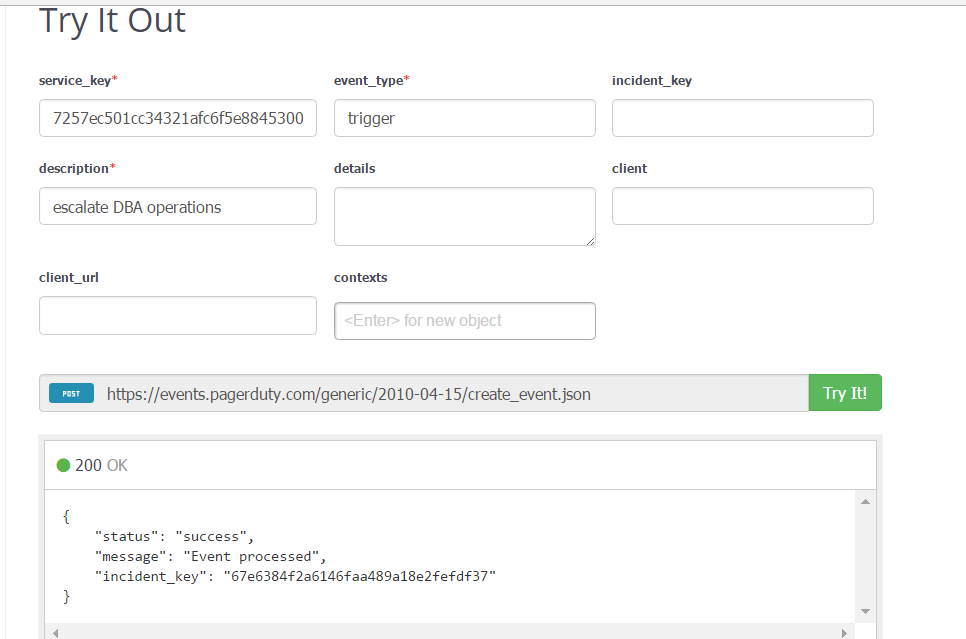 Try It Out
service_key* event_type* incident_key
7257ec501cc34321afc6f5e8845300 trigger
description* details client
escalate DBA operations
client_url contexts
<Enter> for new object
POST https://events.pagerduty.com/generic/2010-04-15/create_event.json Try It!
200 OK
{
"status": "success",
"message": "Event processed",
"incident_key": "67e6384f2a6146faa489a18e2fefdf37"
}